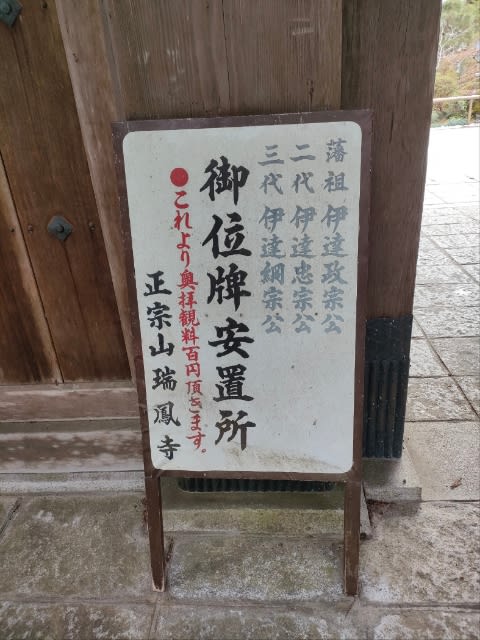 藩祖 伊達政宗公
二代 伊達忠宗公
三代 伊達綱宗公
御位牌安置所
●これより奥拝観料百円頂きます。
正宗山瑞鳳寺